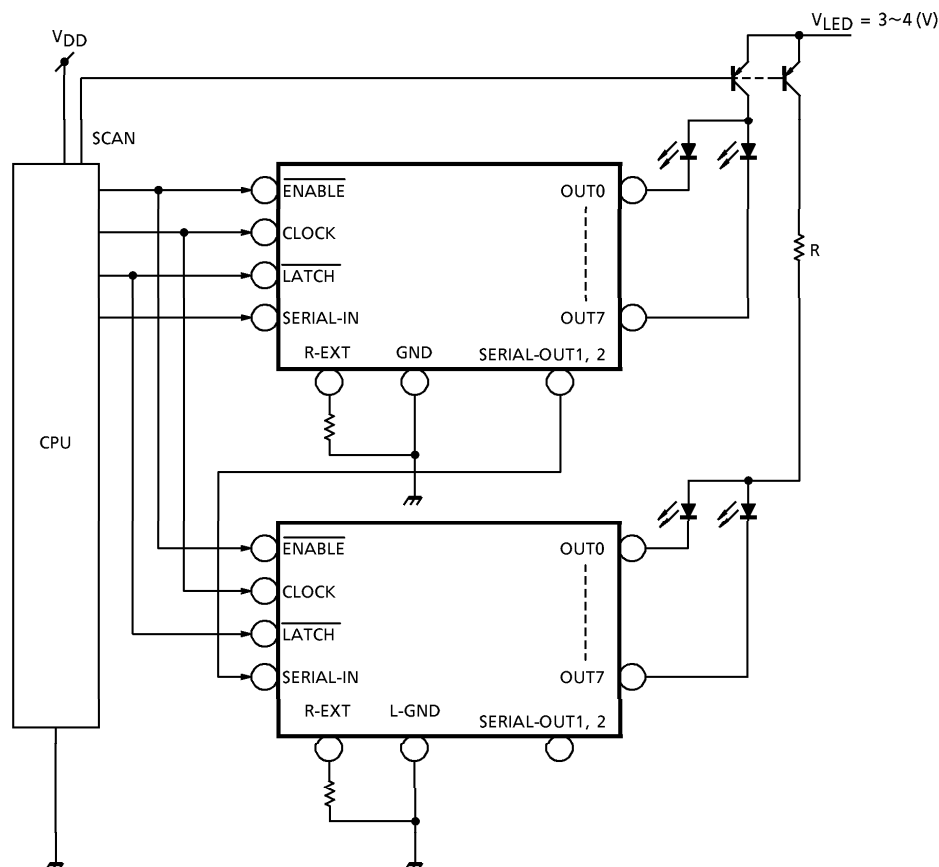 VLED = 3~4 (V)
VDD
SCAN
ENABLE
OUT0
CLOCK
R
LATCH
SERIAL-IN
OUT7
R-EXT GND SERIAL-OUT1, 2
CPU
ENABLE
OUT0
CLOCK
LATCH
SERIAL-IN
OUT7
R-EXT L-GND SERIAL-OUT1, 2